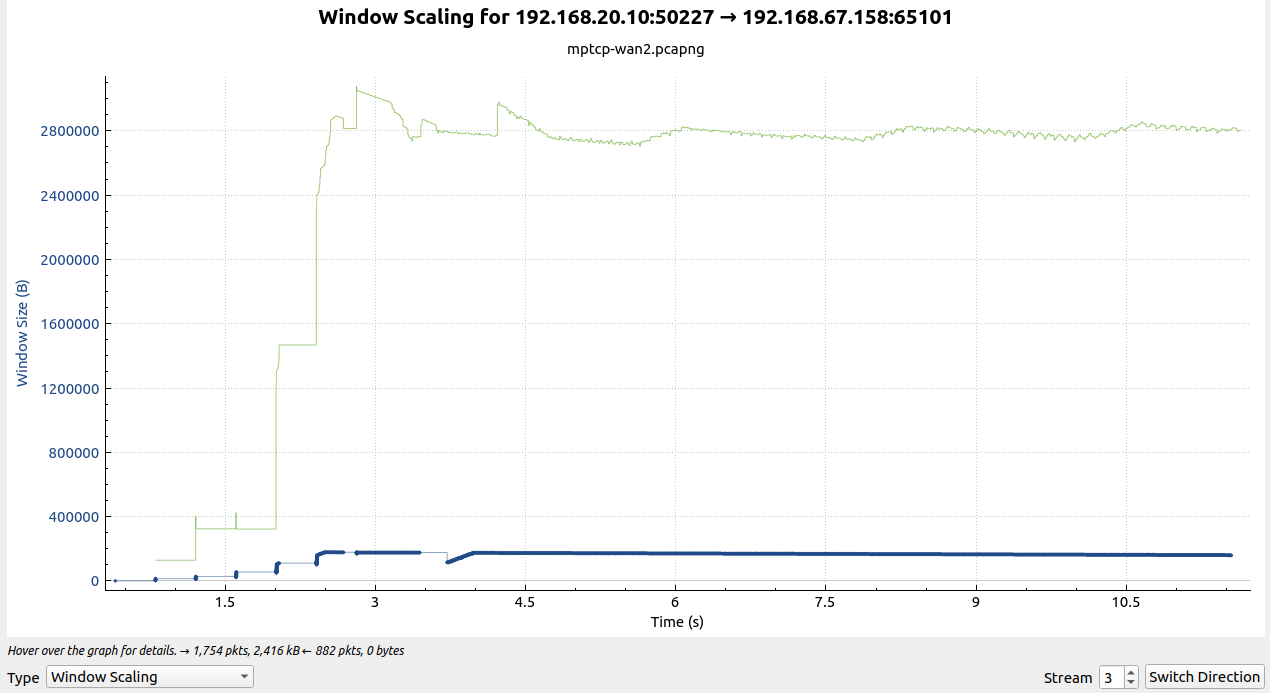 Window Scaling for 192.168.20.10:50227 → 192.168.67.158:65101
mptcp-wan2.pcapng
Window Size (B)
2800000
2400000
2000000
1600000
1200000
800000
400000
0
1.5 3 4.5 6 7.5 9 10.5
Time (s)
Hover over the graph for details. → 1,754 pkts, 2,416 kB ← 882 pkts, 0 bytes
Type Window Scaling Stream 3 Switch Direction